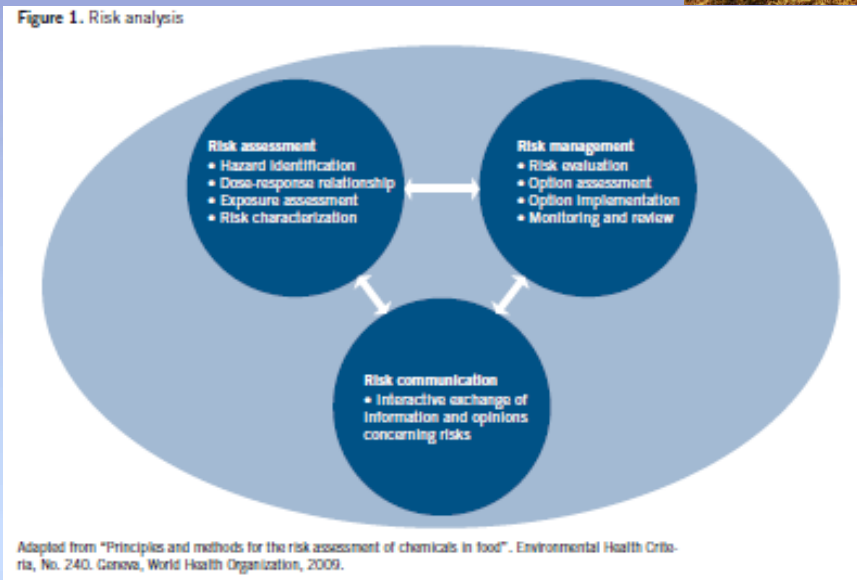 Figure 1. Risk analysis
Risk assessment
• Hazard identification
• Dose-response relationship
• Exposure assessment
• Risk characterization
Risk management
• Risk evaluation
• Option assessment
• Option implementation
• Monitoring and review
Risk communication
• Interactive exchange of
information and opinions
concerning risks
Adapted from "Principles and methods for the risk assessment of chemicals in food". Environmental Health Crite-
ria, No. 240. Geneva, World Health Organization, 2009.